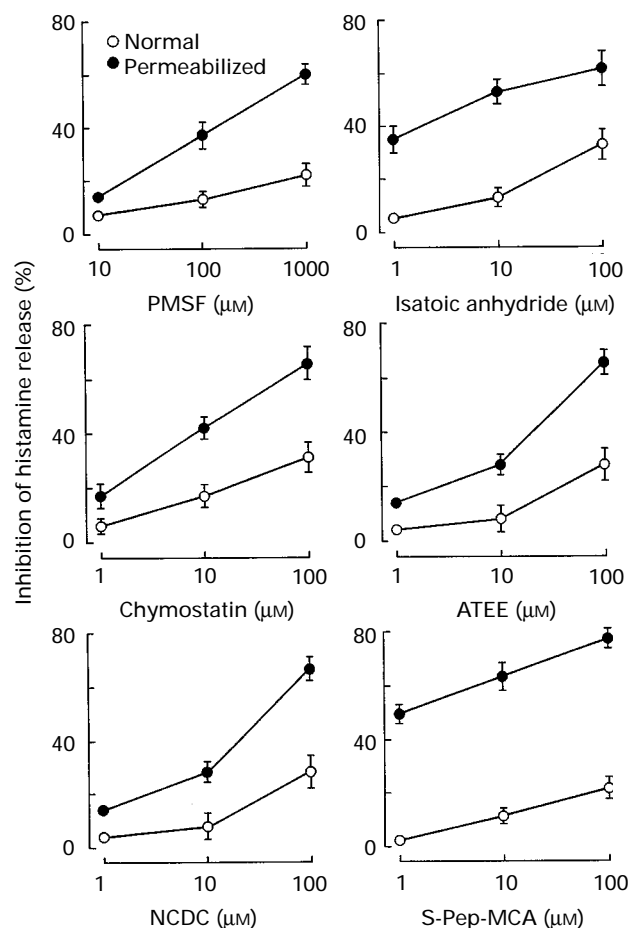 Inhibition of histamine release (%)
80
40
0
Normal
Permeabilized
10 100 1000
PMSF (μM)
80
40
0
1 10 100
Isatoic anhydride (μM)
80
40
0
1 10 100
Chymostatin (μM)
80
40
0
1 10 100
ATEE (μM)
80
40
0
1 10 100
NCDC (μM)
80
40
0
1 10 100
S-Pep-MCA (μM)